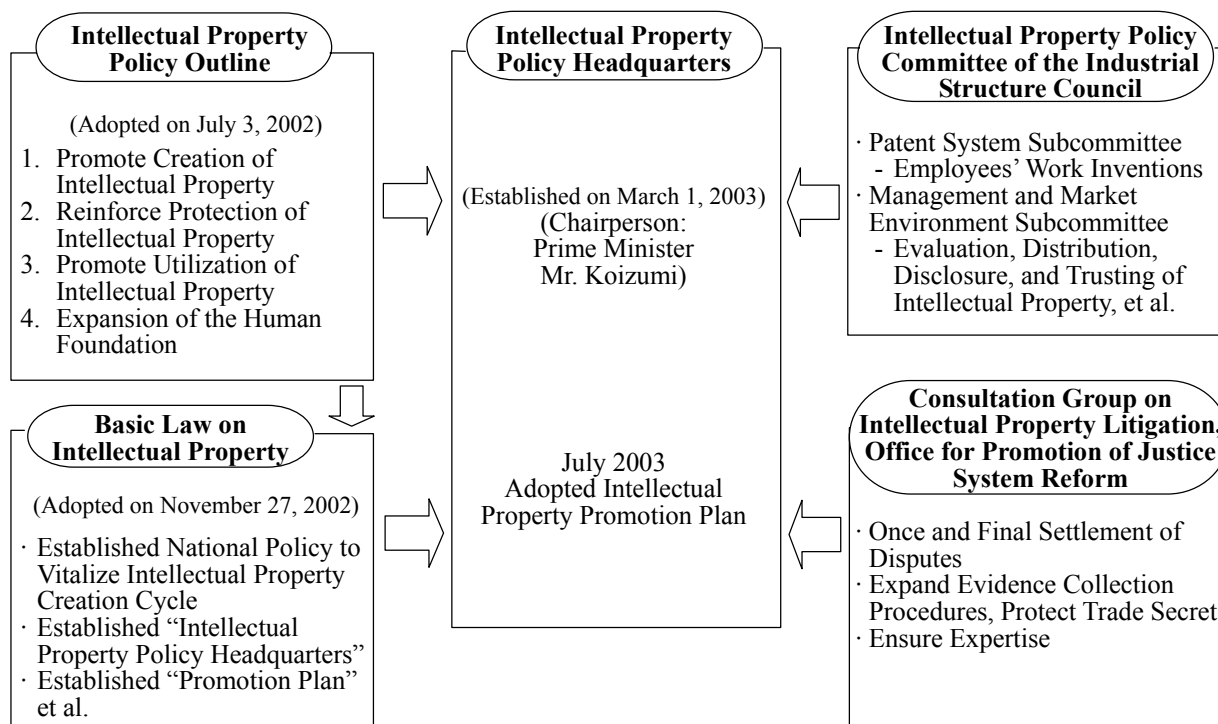 Intellectual Property
Policy Outline
(Adopted on July 3, 2002)
1. Promote Creation of
Intellectual Property
2. Reinforce Protection of
Intellectual Property
3. Promote Utilization of
Intellectual Property
4. Expansion of the Human
Foundation
Basic Law on
Intellectual Property
(Adopted on November 27, 2002)
· Established National Policy to
Vitalize Intellectual Property
Creation Cycle
· Established “Intellectual
Property Policy Headquarters”
· Established “Promotion Plan”
et al.
Intellectual Property
Policy Headquarters
(Established on March 1, 2003)
(Chairperson:
Prime Minister
Mr. Koizumi)
July 2003
Adopted Intellectual
Property Promotion Plan
Intellectual Property Policy
Committee of the Industrial
Structure Council
· Patent System Subcommittee
- Employees’ Work Inventions
· Management and Market
Environment Subcommittee
- Evaluation, Distribution,
Disclosure, and Trusting of
Intellectual Property, et al.
Consultation Group on
Intellectual Property Litigation,
Office for Promotion of Justice
System Reform
· Once and Final Settlement of
Disputes
· Expand Evidence Collection
Procedures, Protect Trade Secret
· Ensure Expertise